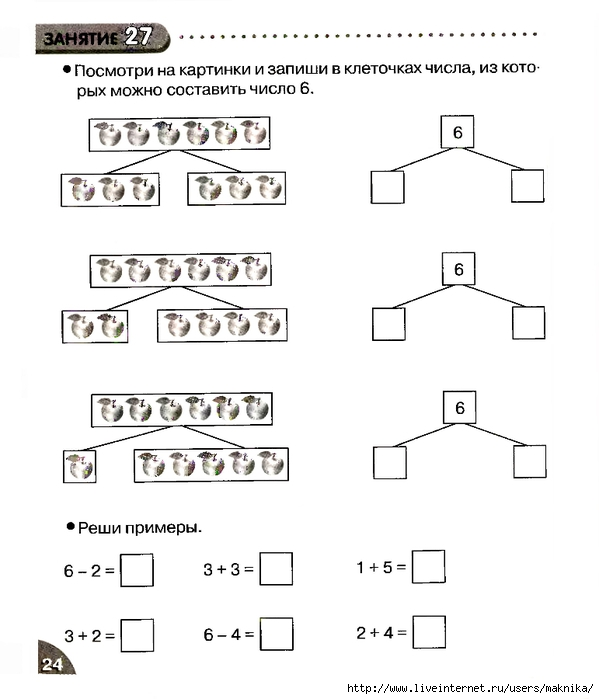 ЗАНЯТИЕ 27
• Посмотри на картинки и запиши в клеточках числа, из кото-
рых можно составить число 6.
6
6
6
• Реши примеры.
6 – 2 =
3 + 3 =
1 + 5 =
3 + 2 =
6 – 4 =
2 + 4 =
24
http://www.liveinternet.ru/users/maknika/